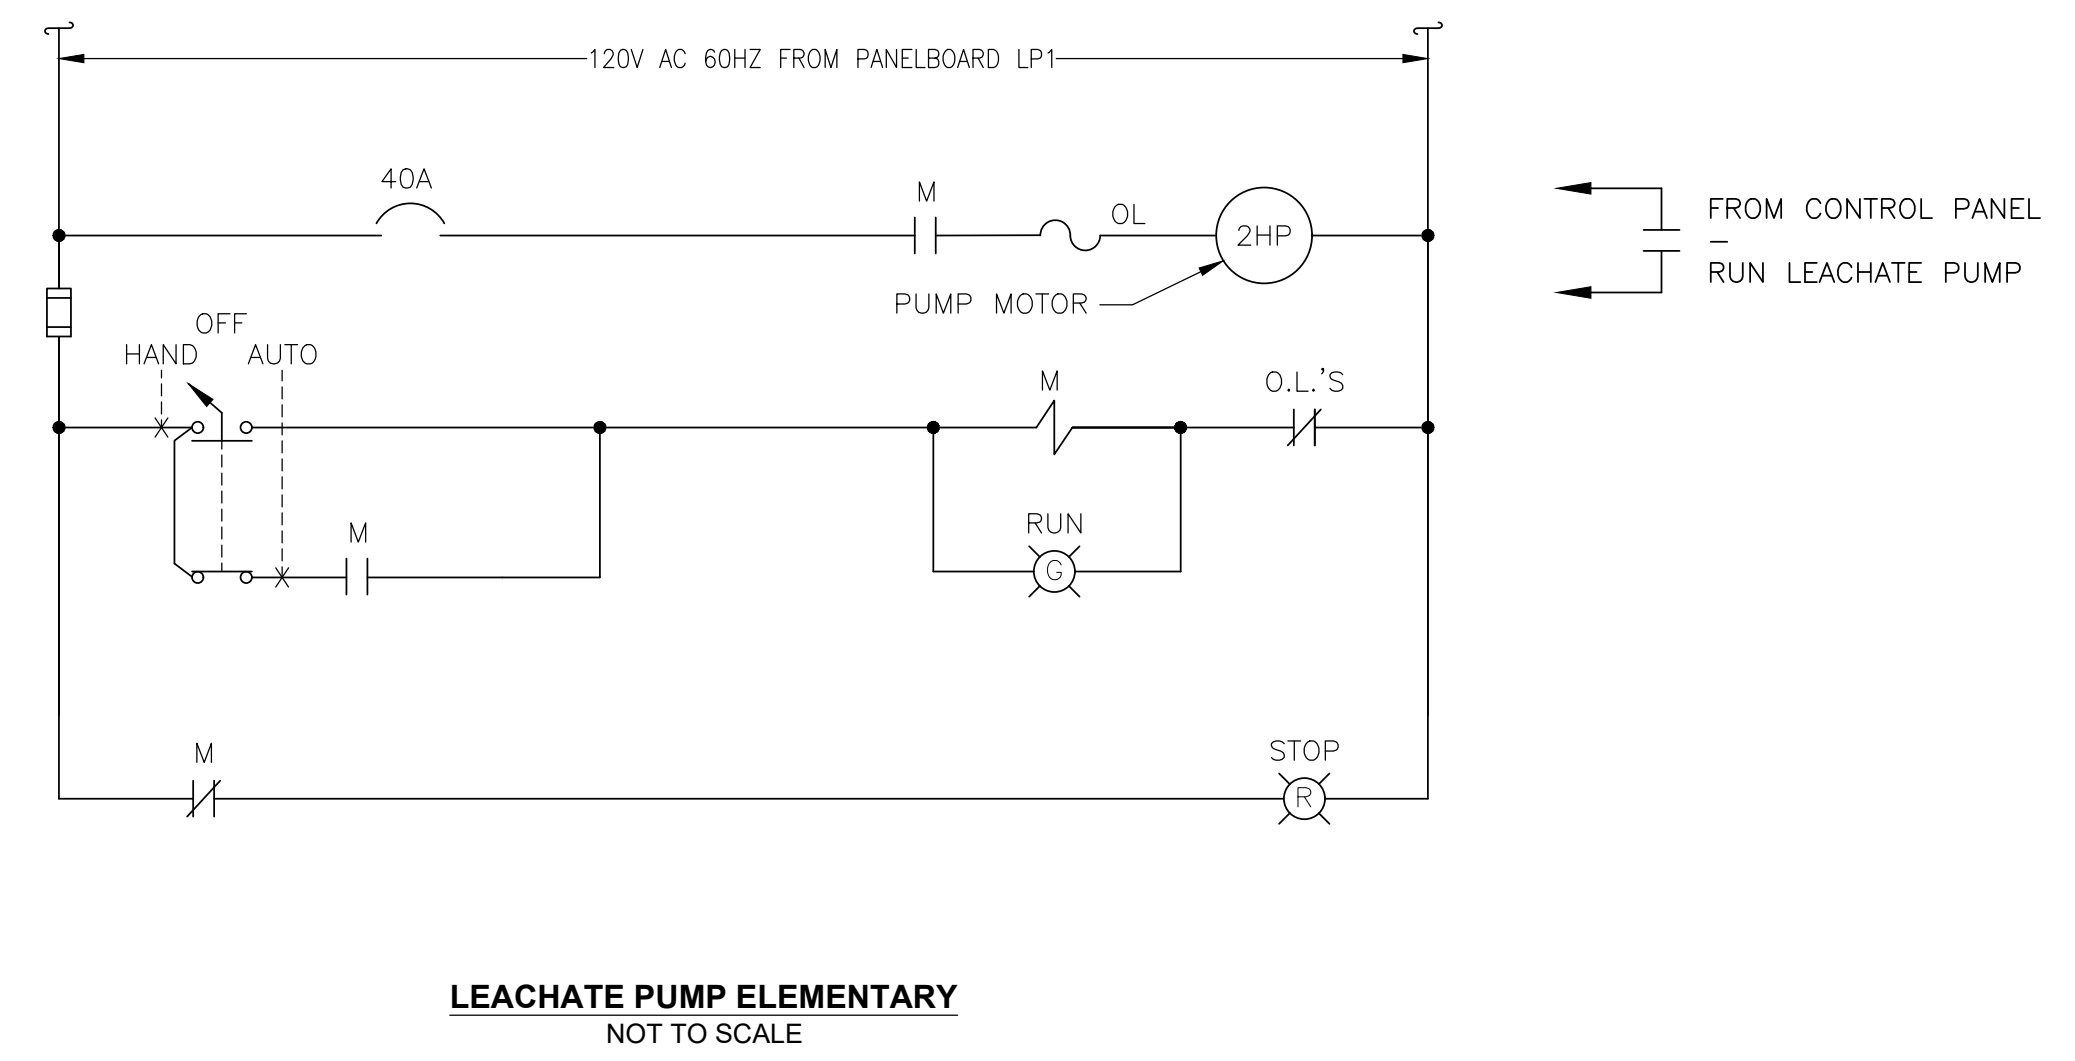 120V AC 60HZ FROM PANELBOARD LP1
40A
M
OL
2HP
PUMP MOTOR
FROM CONTROL PANEL
–
RUN LEACHATE PUMP
OFF
HAND
AUTO
M
O.L.'S
M
RUN
G
M
STOP
R
LEACHATE PUMP ELEMENTARY
NOT TO SCALE